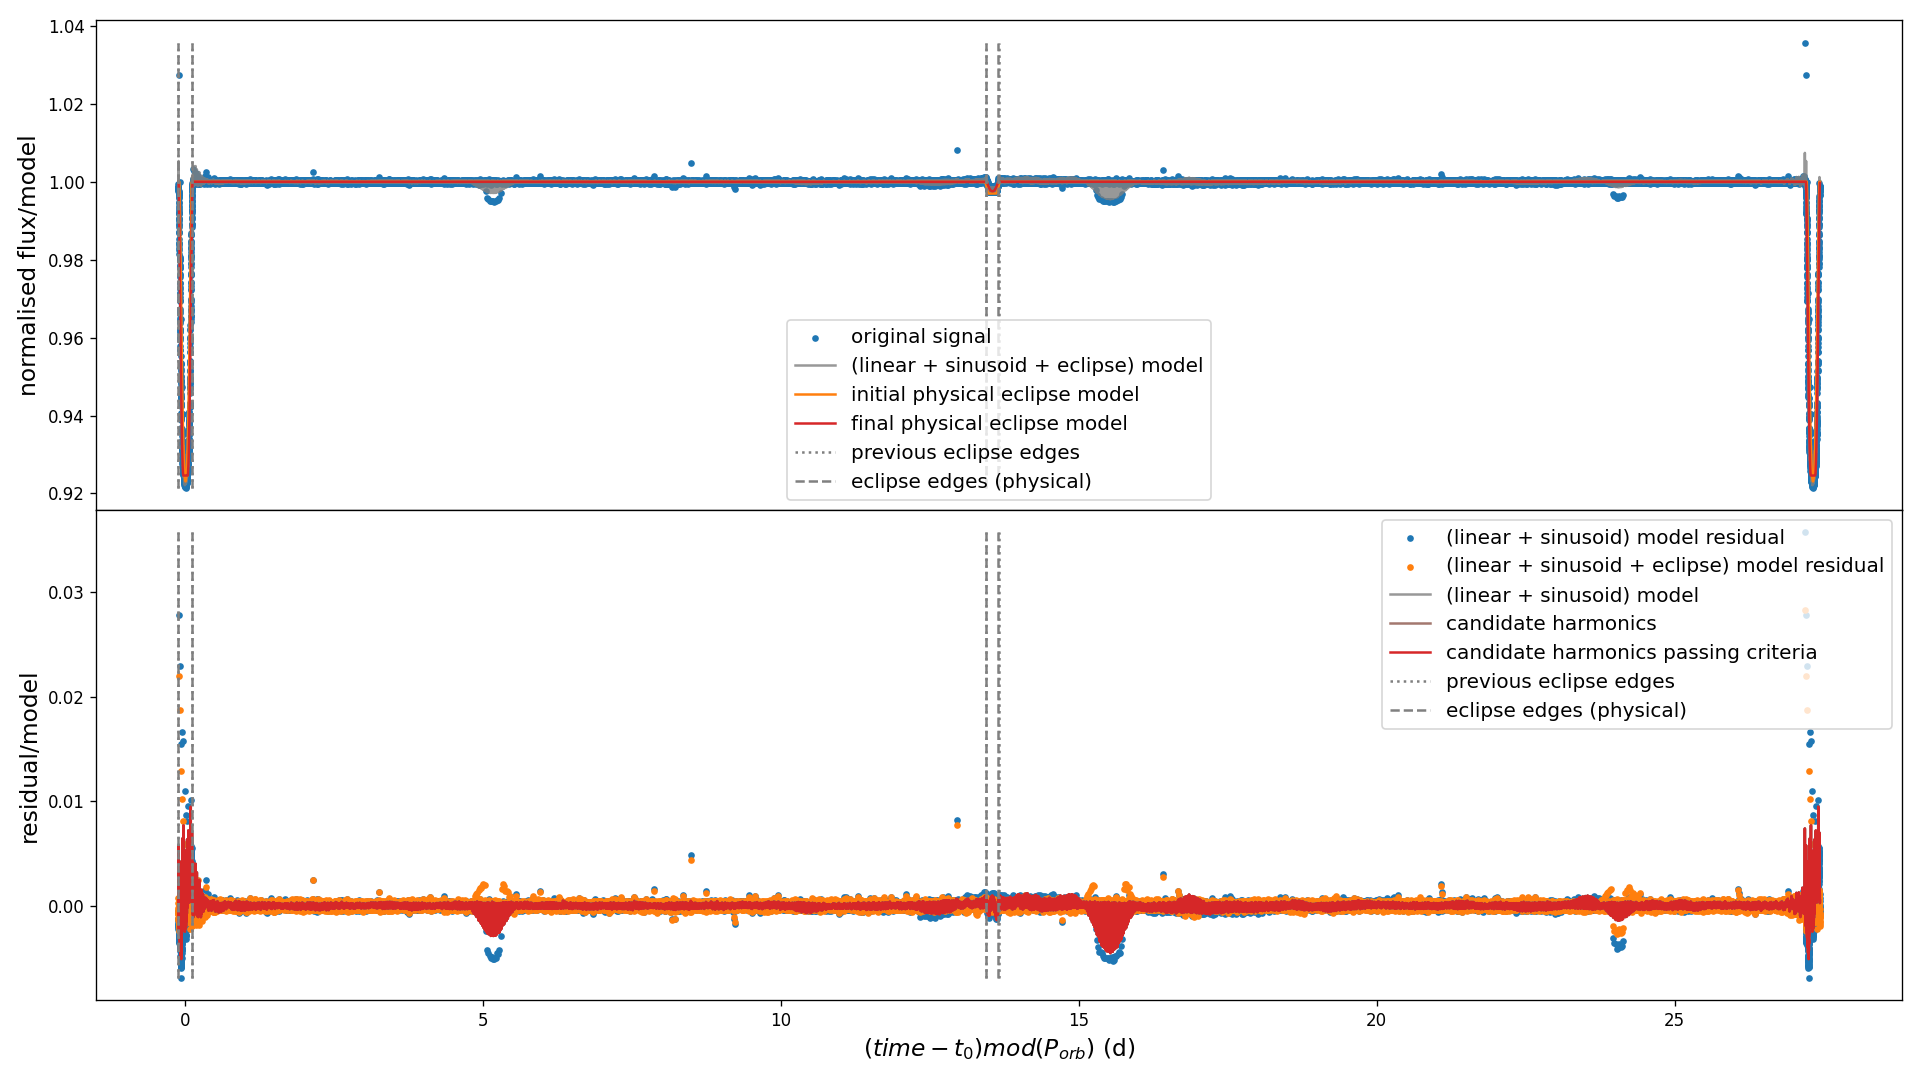 normalised flux/model
1.04
1.02
1.00
0.98
0.96
0.94
0.92
original signal
(linear + sinusoid + eclipse) model
initial physical eclipse model
final physical eclipse model
previous eclipse edges
eclipse edges (physical)
residual/model
0.03
0.02
0.01
0.00
(linear + sinusoid) model residual
(linear + sinusoid + eclipse) model residual
(linear + sinusoid) model
candidate harmonics
candidate harmonics passing criteria
previous eclipse edges
eclipse edges (physical)
0 5 10 15 20 25
(time − t₀)mod(Pₒᵣb) (d)